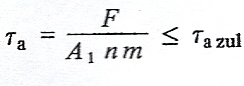 τₐ = F / (A₁ n m) ≤ τₐ zul